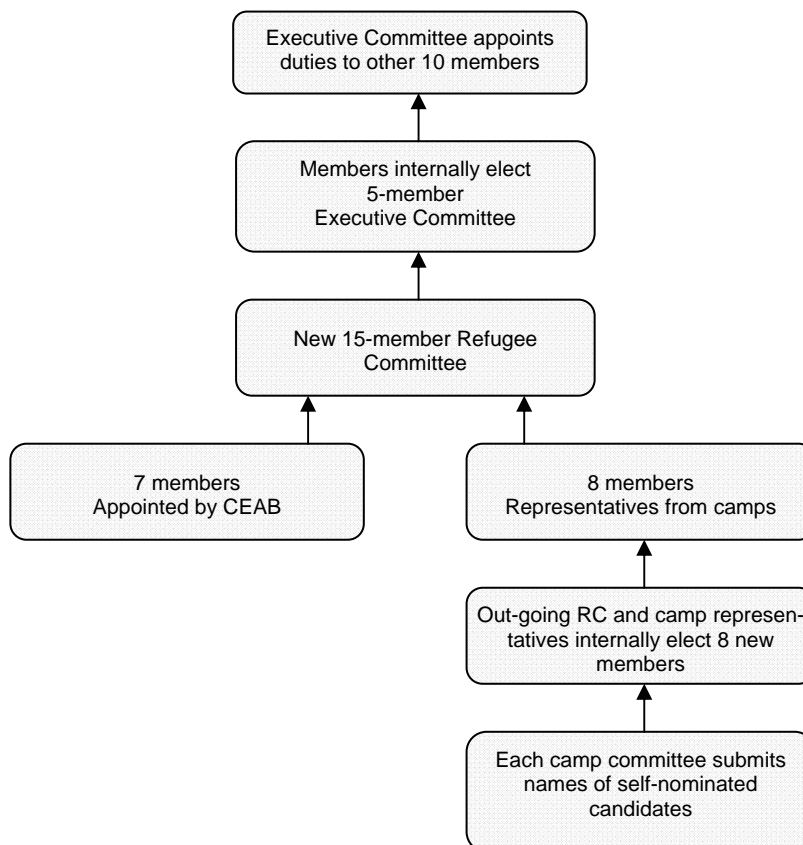 Executive Committee appoints
duties to other 10 members
Members internally elect
5-member
Executive Committee
New 15-member Refugee
Committee
7 members
Appointed by CEAB
8 members
Representatives from camps
Out-going RC and camp represen-
tatives internally elect 8 new
members
Each camp committee submits
names of self-nominated
candidates